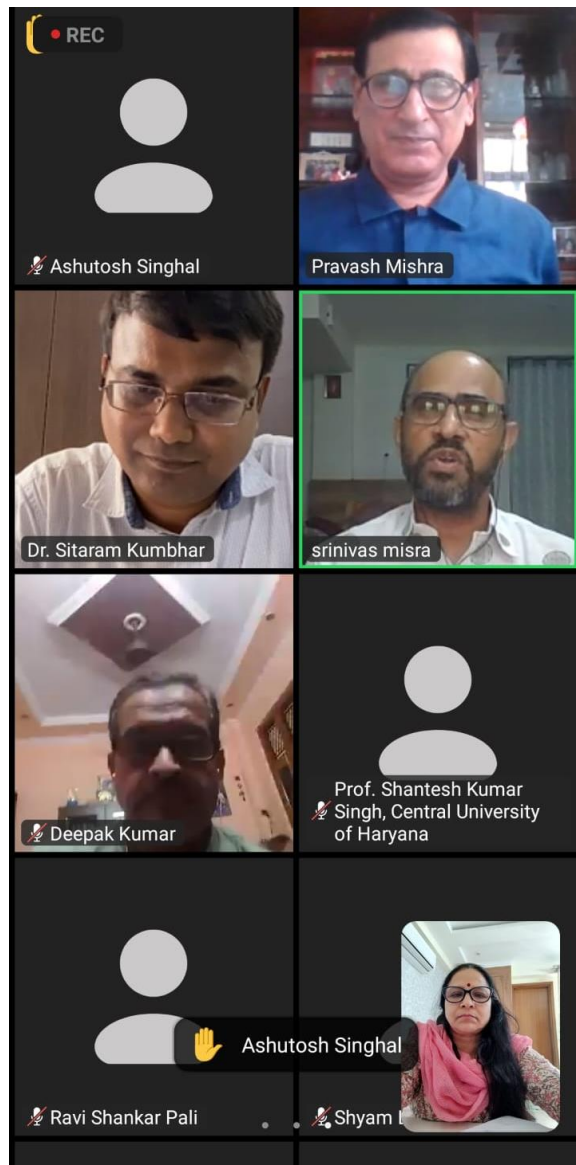 REC
Ashutosh Singhal
Pravash Mishra
Dr. Sitaram Kumbhar
srinivas misra
Deepak Kumar
Prof. Shantesh Kumar
Singh, Central University
of Haryana
Ashutosh Singhal
Ravi Shankar Pali
Shyam